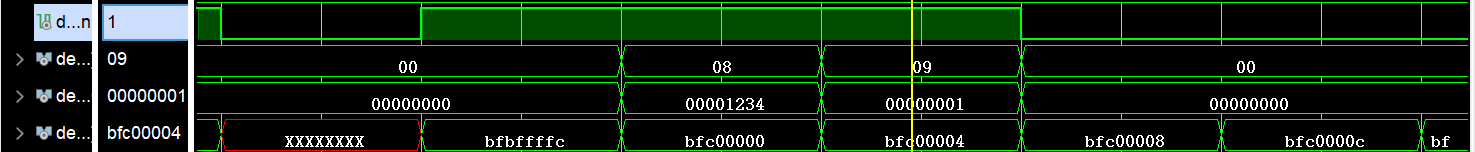 d...n 1
de... 09 00 08 09 00
de... 00000001 00000000 00001234 00000001 00000000
de... bfc00004 XXXXXXXX bfbffffc bfc00000 bfc00004 bfc00008 bfc0000c bf